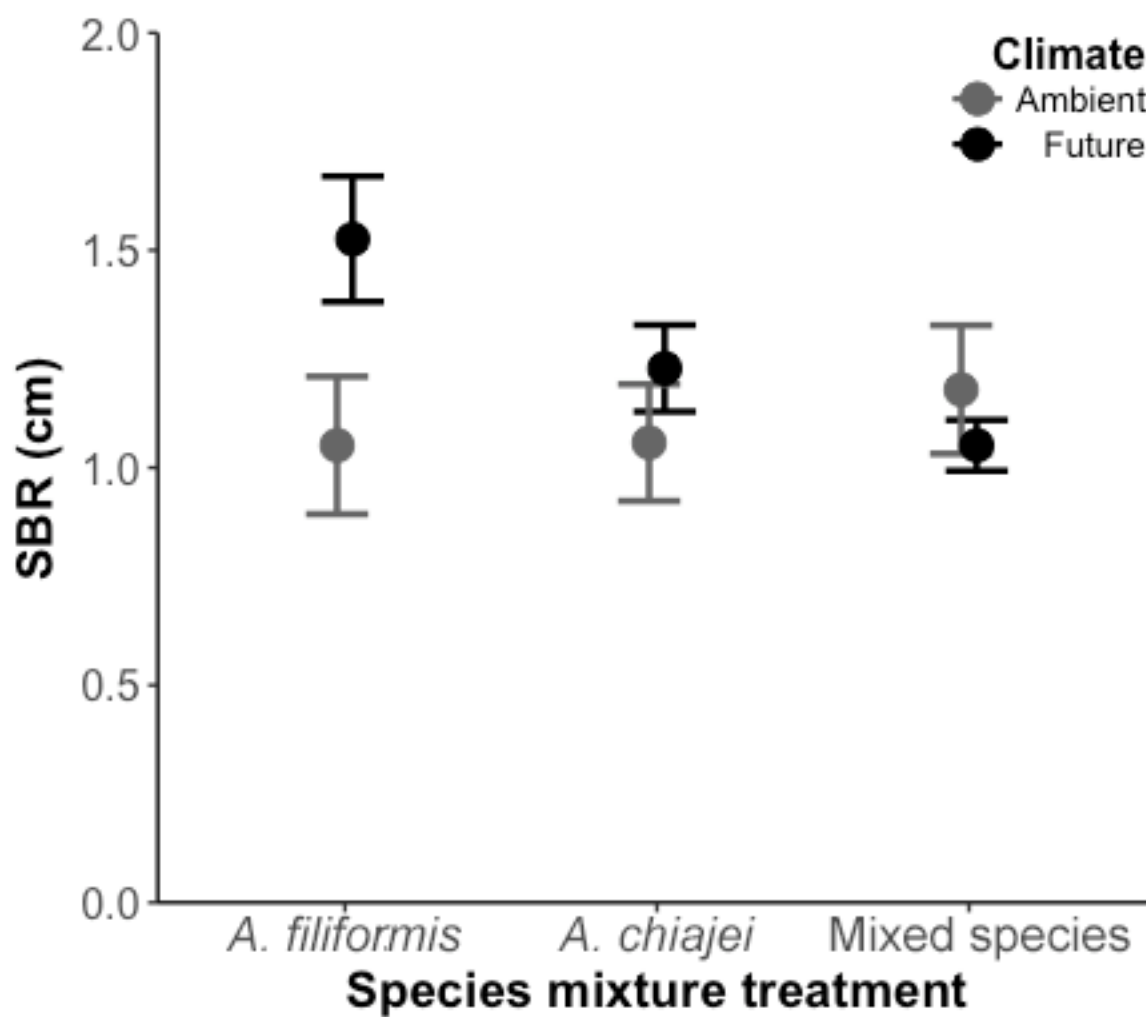 2.0
1.5
1.0
0.5
0.0
SBR (cm)
Climate
Ambient
Future
A. filiformis
A. chiajei
Mixed species
Species mixture treatment